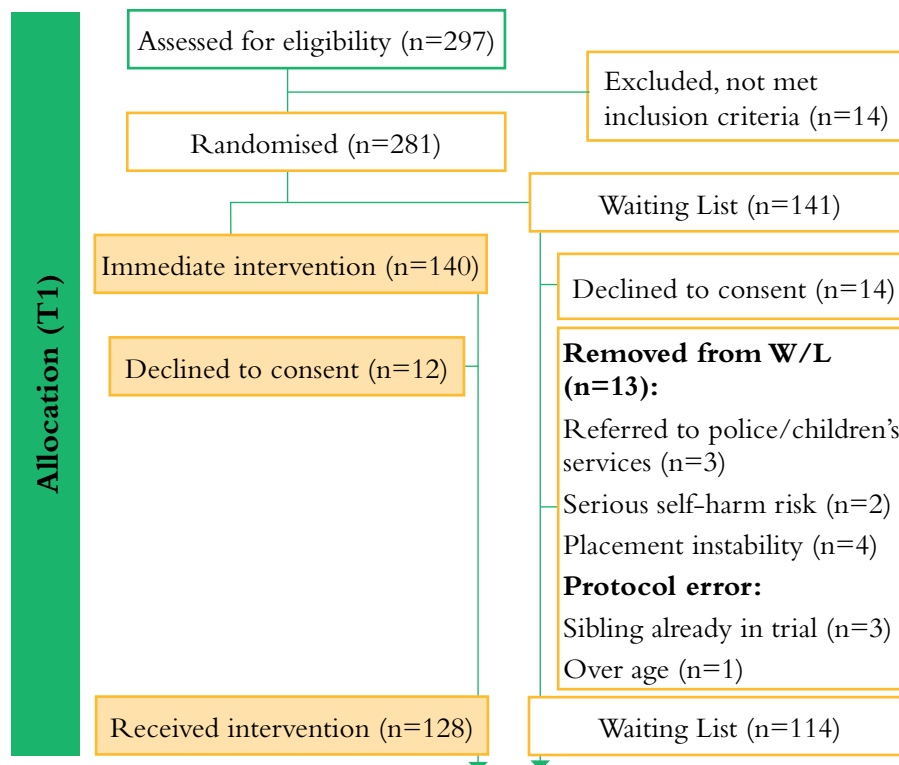 Assessed for eligibility (n=297)
Excluded, not met
inclusion criteria (n=14)
Randomised (n=281)
Waiting List (n=141)
Immediate intervention (n=140)
Declined to consent (n=14)
Declined to consent (n=12)
Removed from W/L
(n=13):
Referred to police/children's
services (n=3)
Serious self-harm risk (n=2)
Placement instability (n=4)
Protocol error:
Sibling already in trial (n=3)
Over age (n=1)
Received intervention (n=128)
Waiting List (n=114)
Allocation (T1)